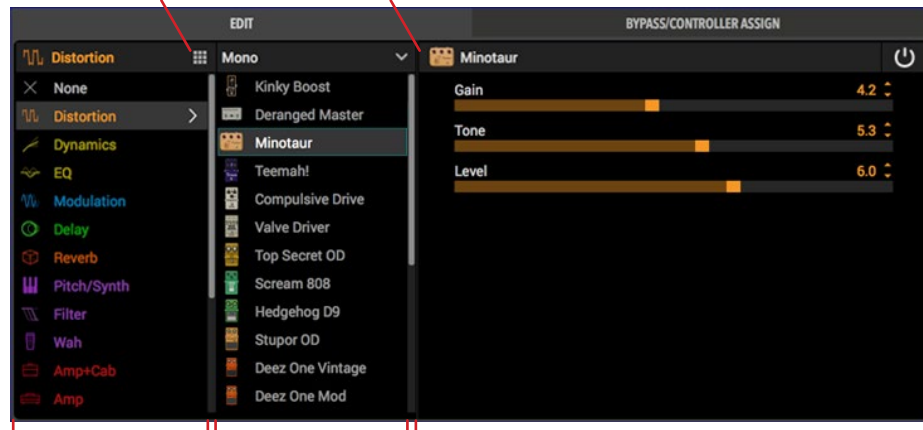 EDIT
BYPASS/CONTROLLER ASSIGN
Distortion
None
Distortion
Dynamics
EQ
Modulation
Delay
Reverb
Pitch/Synth
Filter
Wah
Amp+Cab
Amp
Mono
Kinky Boost
Deranged Master
Minotaur
Teemah!
Compulsive Drive
Valve Driver
Top Secret OD
Scream 808
Hedgehog D9
Stupor OD
Deez One Vintage
Deez One Mod
Minotaur
Gain 4.2
Tone 5.3
Level 6.0